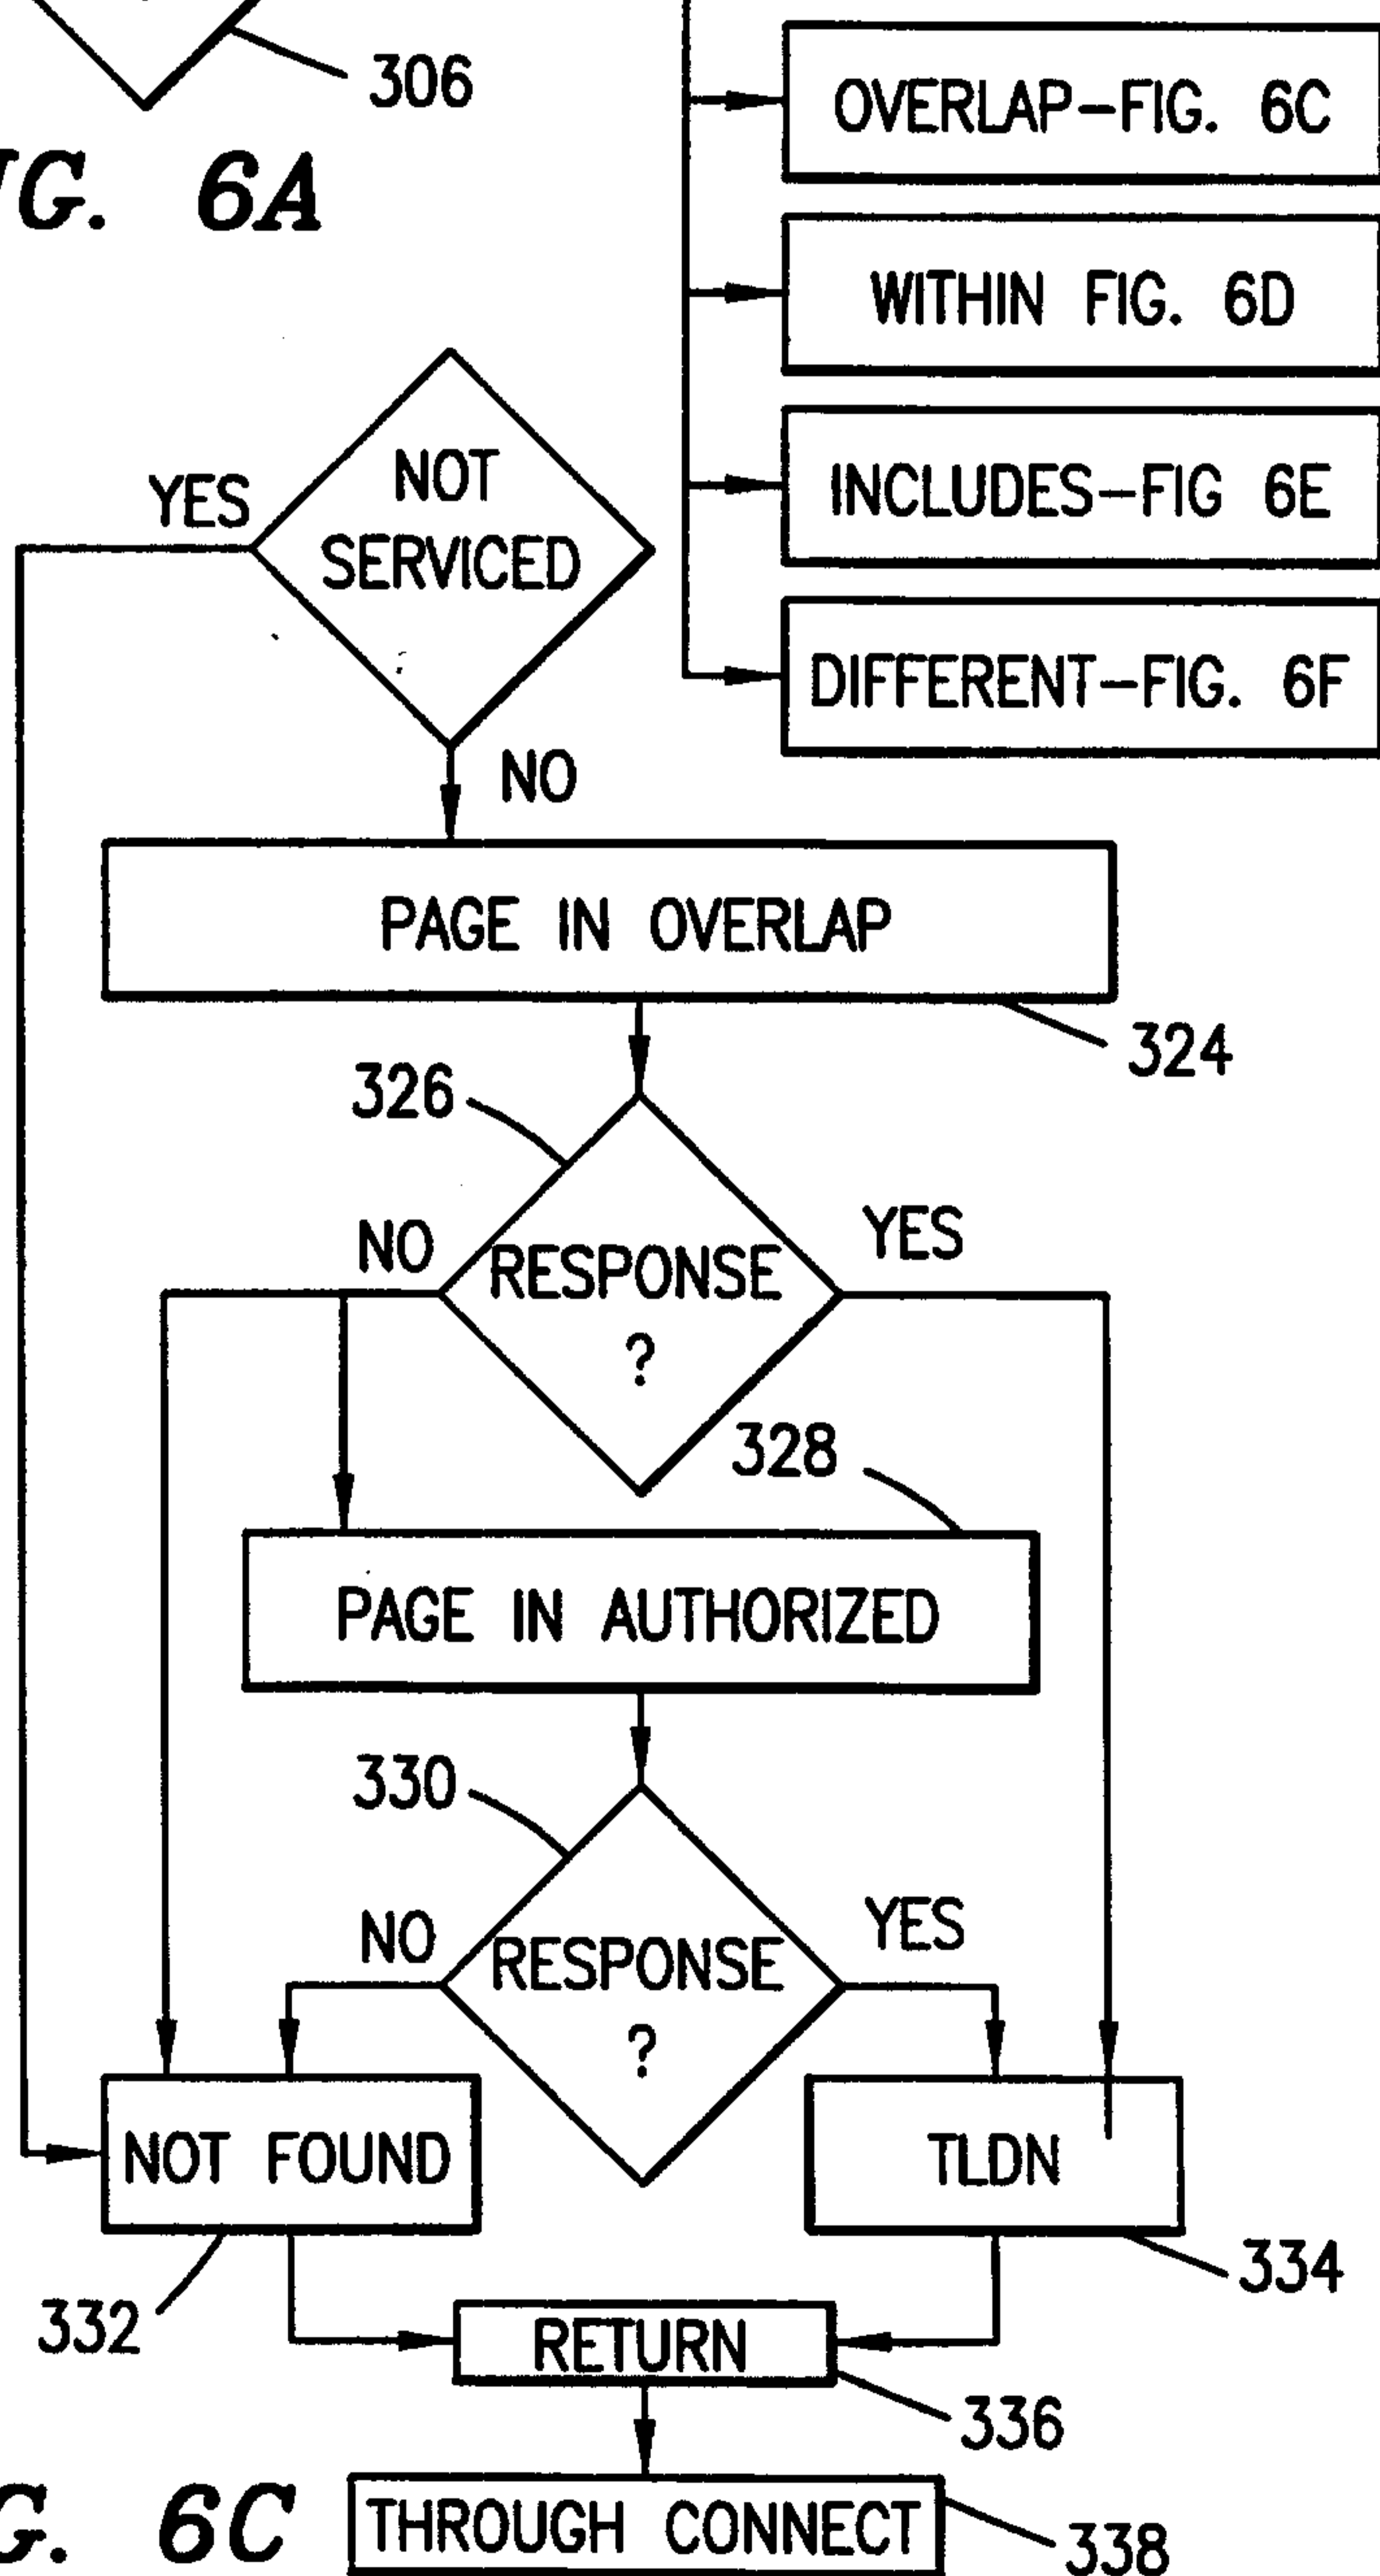 306
FIG. 6A
OVERLAP-FIG. 6C
WITHIN FIG. 6D
INCLUDES-FIG 6E
DIFFERENT-FIG. 6F
YES
NOT
SERVICED
NO
PAGE IN OVERLAP
324
326
NO
RESPONSE
?
YES
328
PAGE IN AUTHORIZED
330
NO
RESPONSE
?
YES
NOT FOUND
TLDN
332
334
RETURN
336
G. 6C
THROUGH CONNECT
338